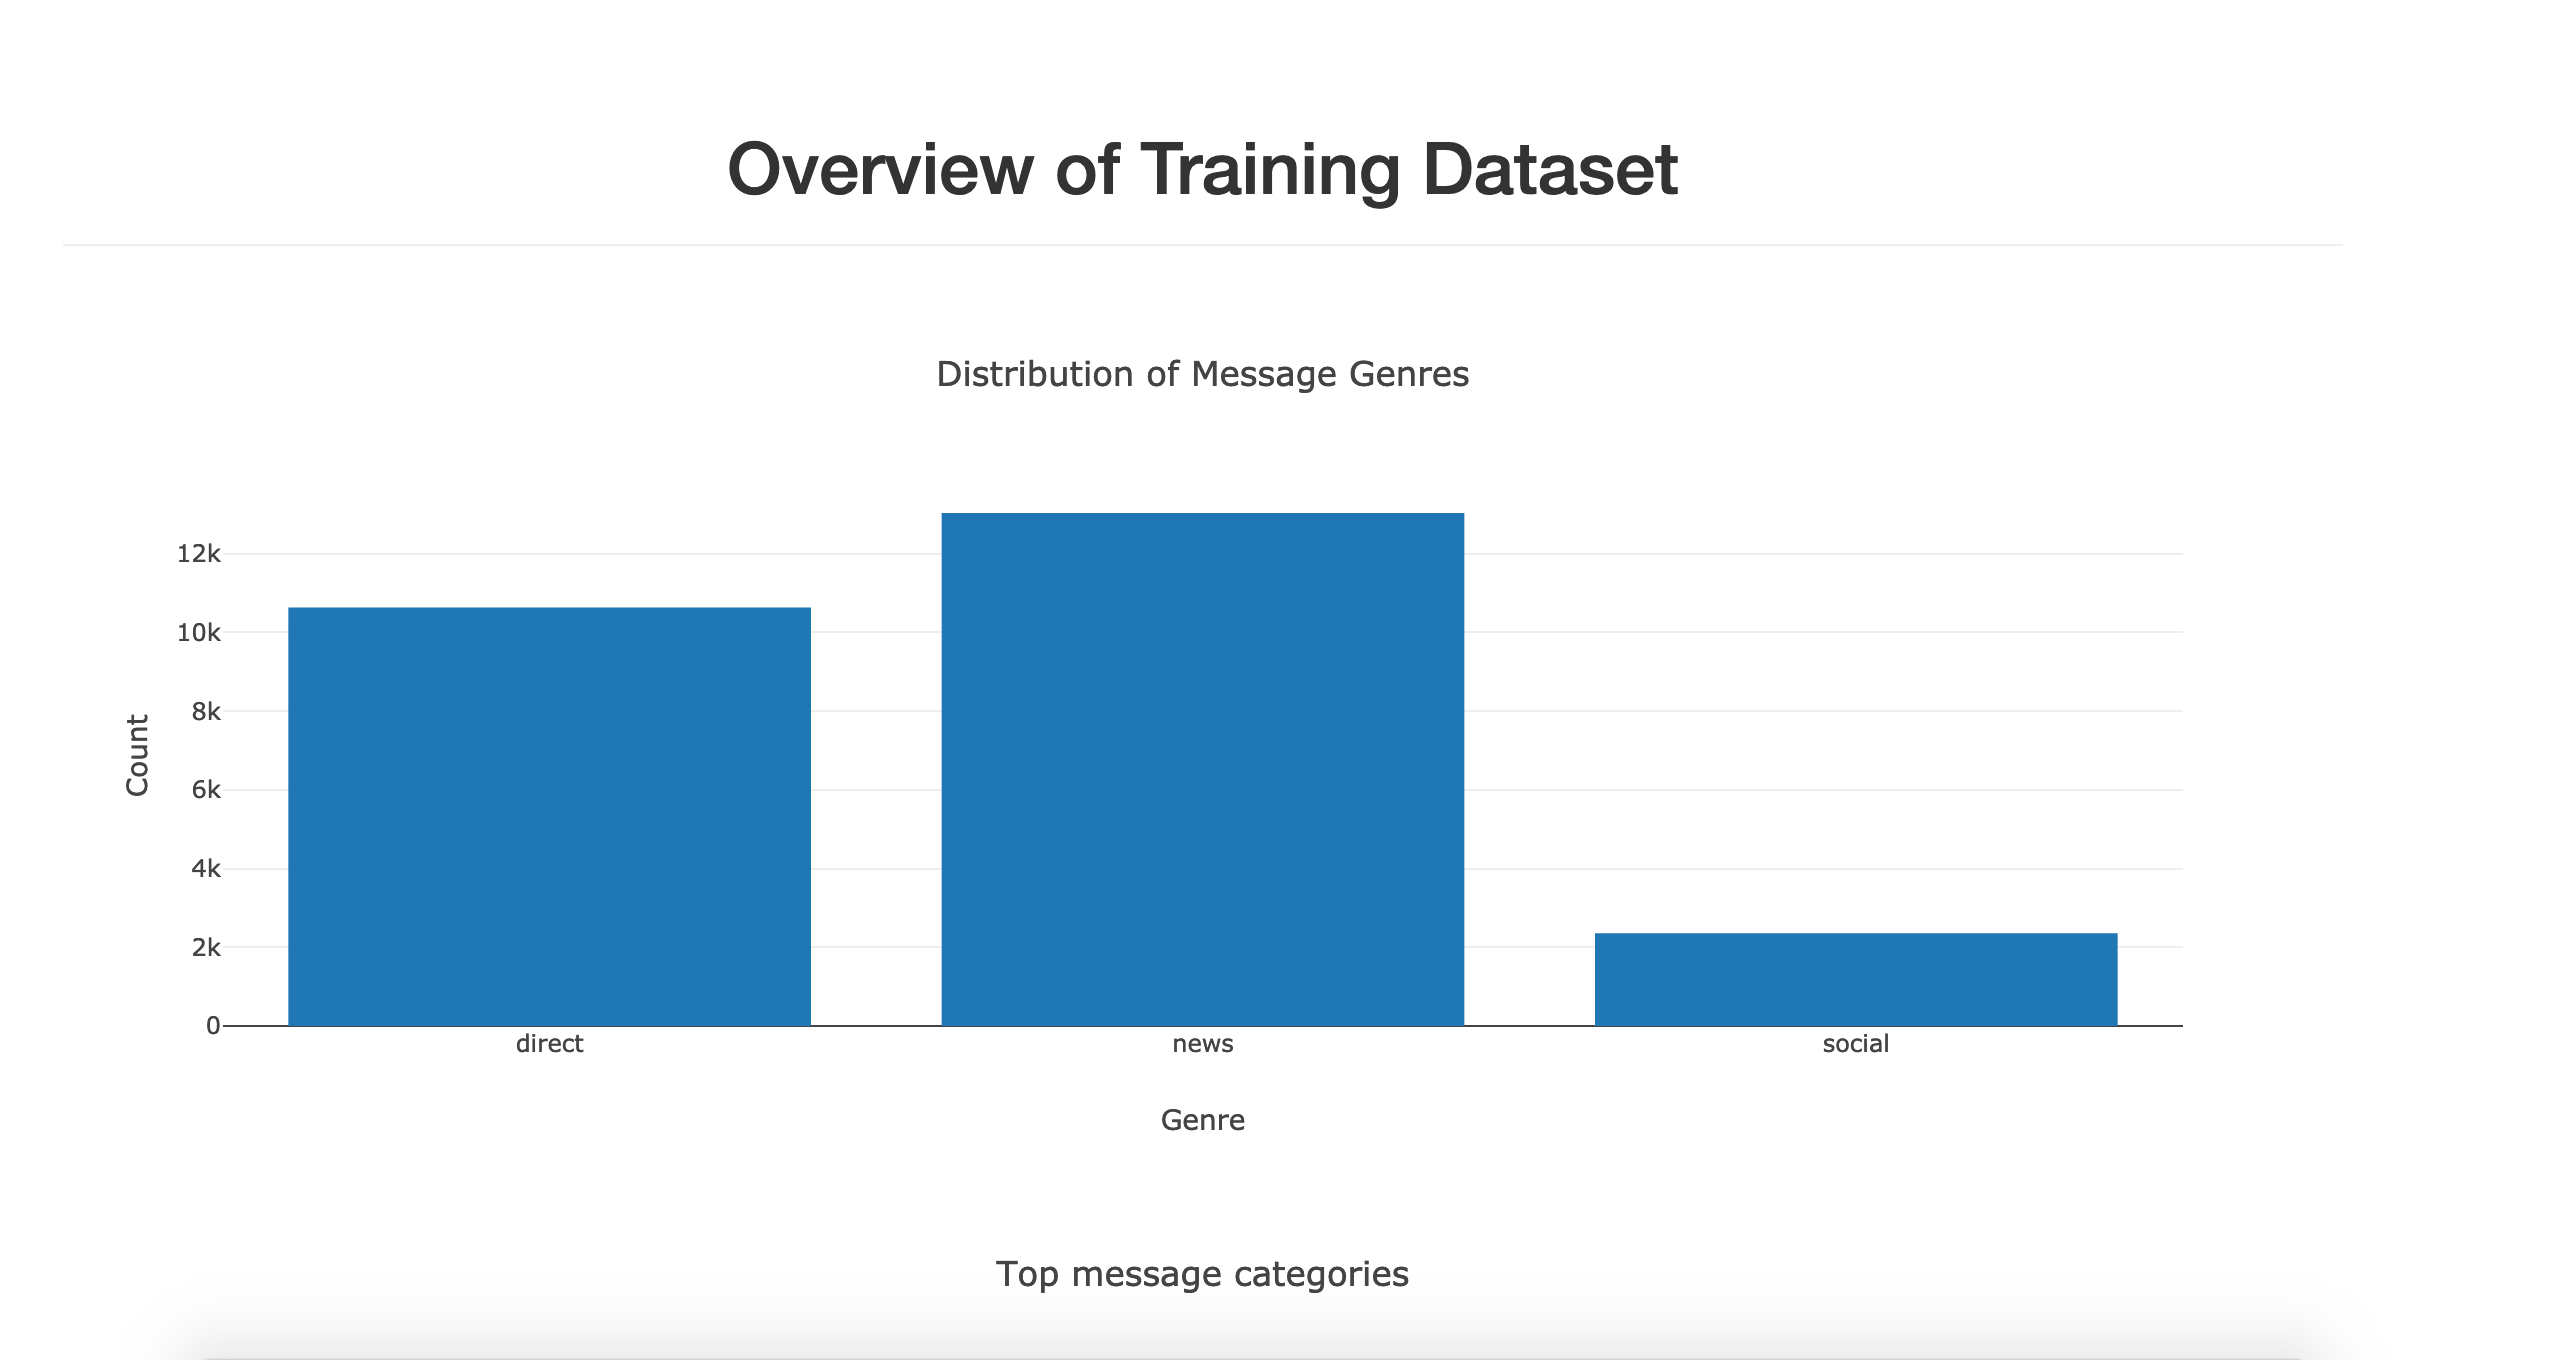 Overview of Training Dataset
Distribution of Message Genres
12k
10k
8k
6k
4k
2k
0
Count
direct news social
Genre
Top message categories